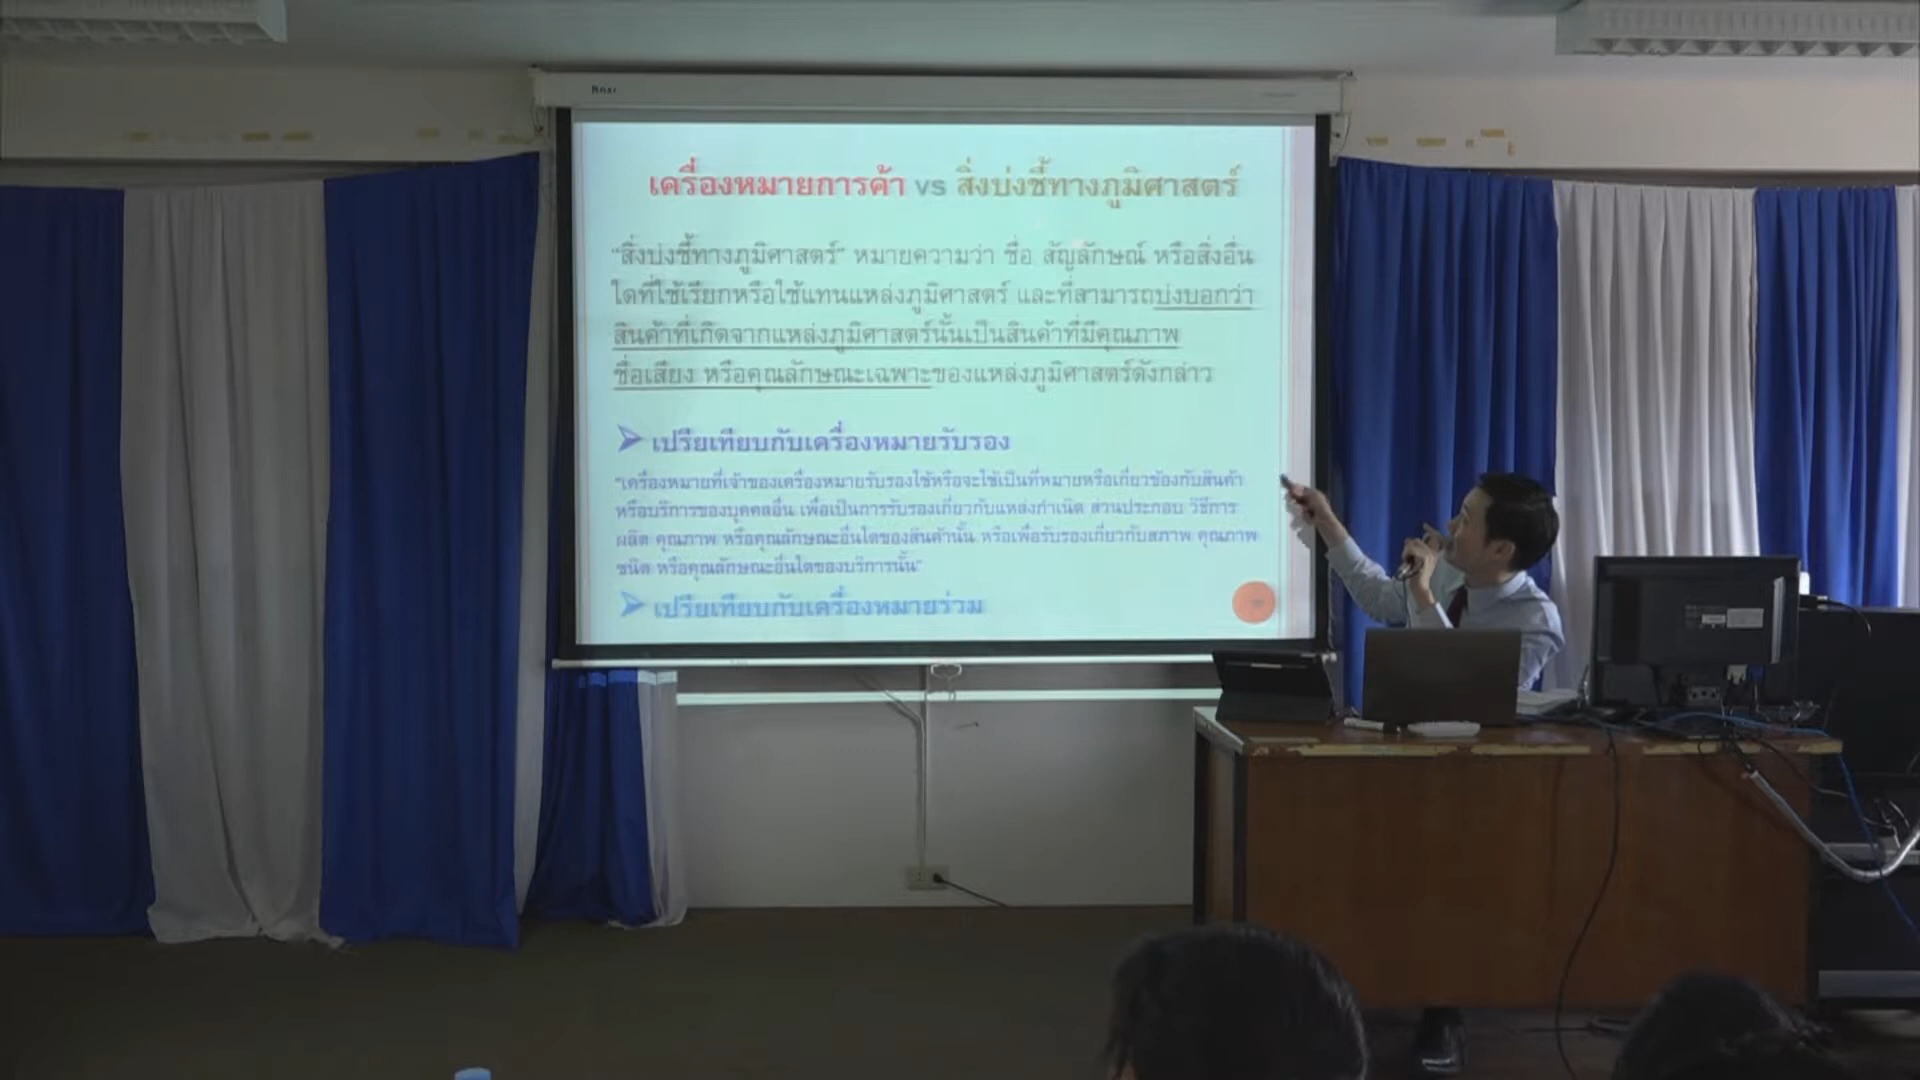 เครื่องหมายการค้า vs สิ่งบ่งชี้ทางภูมิศาสตร์
“สิ่งบ่งชี้ทางภูมิศาสตร์” หมายความว่า ชื่อ สัญลักษณ์ หรือสิ่งอื่น
ใดที่ใช้เรียกหรือใช้แทนแหล่งภูมิศาสตร์ และที่สามารถบ่งบอกว่า
สินค้าที่เกิดจากแหล่งภูมิศาสตร์นั้นเป็นสินค้าที่มีคุณภาพ
ชื่อเสียง หรือคุณลักษณะเฉพาะของแหล่งภูมิศาสตร์ดังกล่าว
เปรียบเทียบกับเครื่องหมายรับรอง
“เครื่องหมายที่เจ้าของเครื่องหมายรับรองใช้หรือจะใช้เป็นที่หมายหรือเกี่ยวข้องกับสินค้า
หรือบริการของบุคคลอื่น เพื่อเป็นการรับรองเกี่ยวกับแหล่งกำเนิด ส่วนประกอบ วิธีการ
ผลิต คุณภาพ หรือคุณลักษณะอื่นใดของสินค้านั้น หรือเพื่อรับรองเกี่ยวกับสภาพ คุณภาพ
ชนิด หรือคุณลักษณะอื่นใดของบริการนั้น”
เปรียบเทียบกับเครื่องหมายร่วม